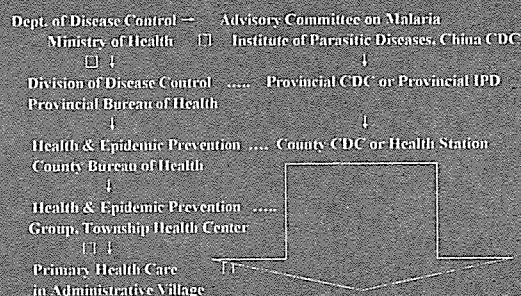 Dept. of Disease Control → Advisory Committee on Malaria
Ministry of Health □ Institute of Parasitic Diseases, China CDC
□ ↓ ↓
Division of Disease Control ..... Provincial CDC or Provincial IPD
Provincial Bureau of Health
↓ ↓
Health & Epidemic Prevention .... County CDC or Health Station
County Bureau of Health
↓
Health & Epidemic Prevention .....
Group, Township Health Center
□ ↓
Primary Health Care □
in Administrative Village